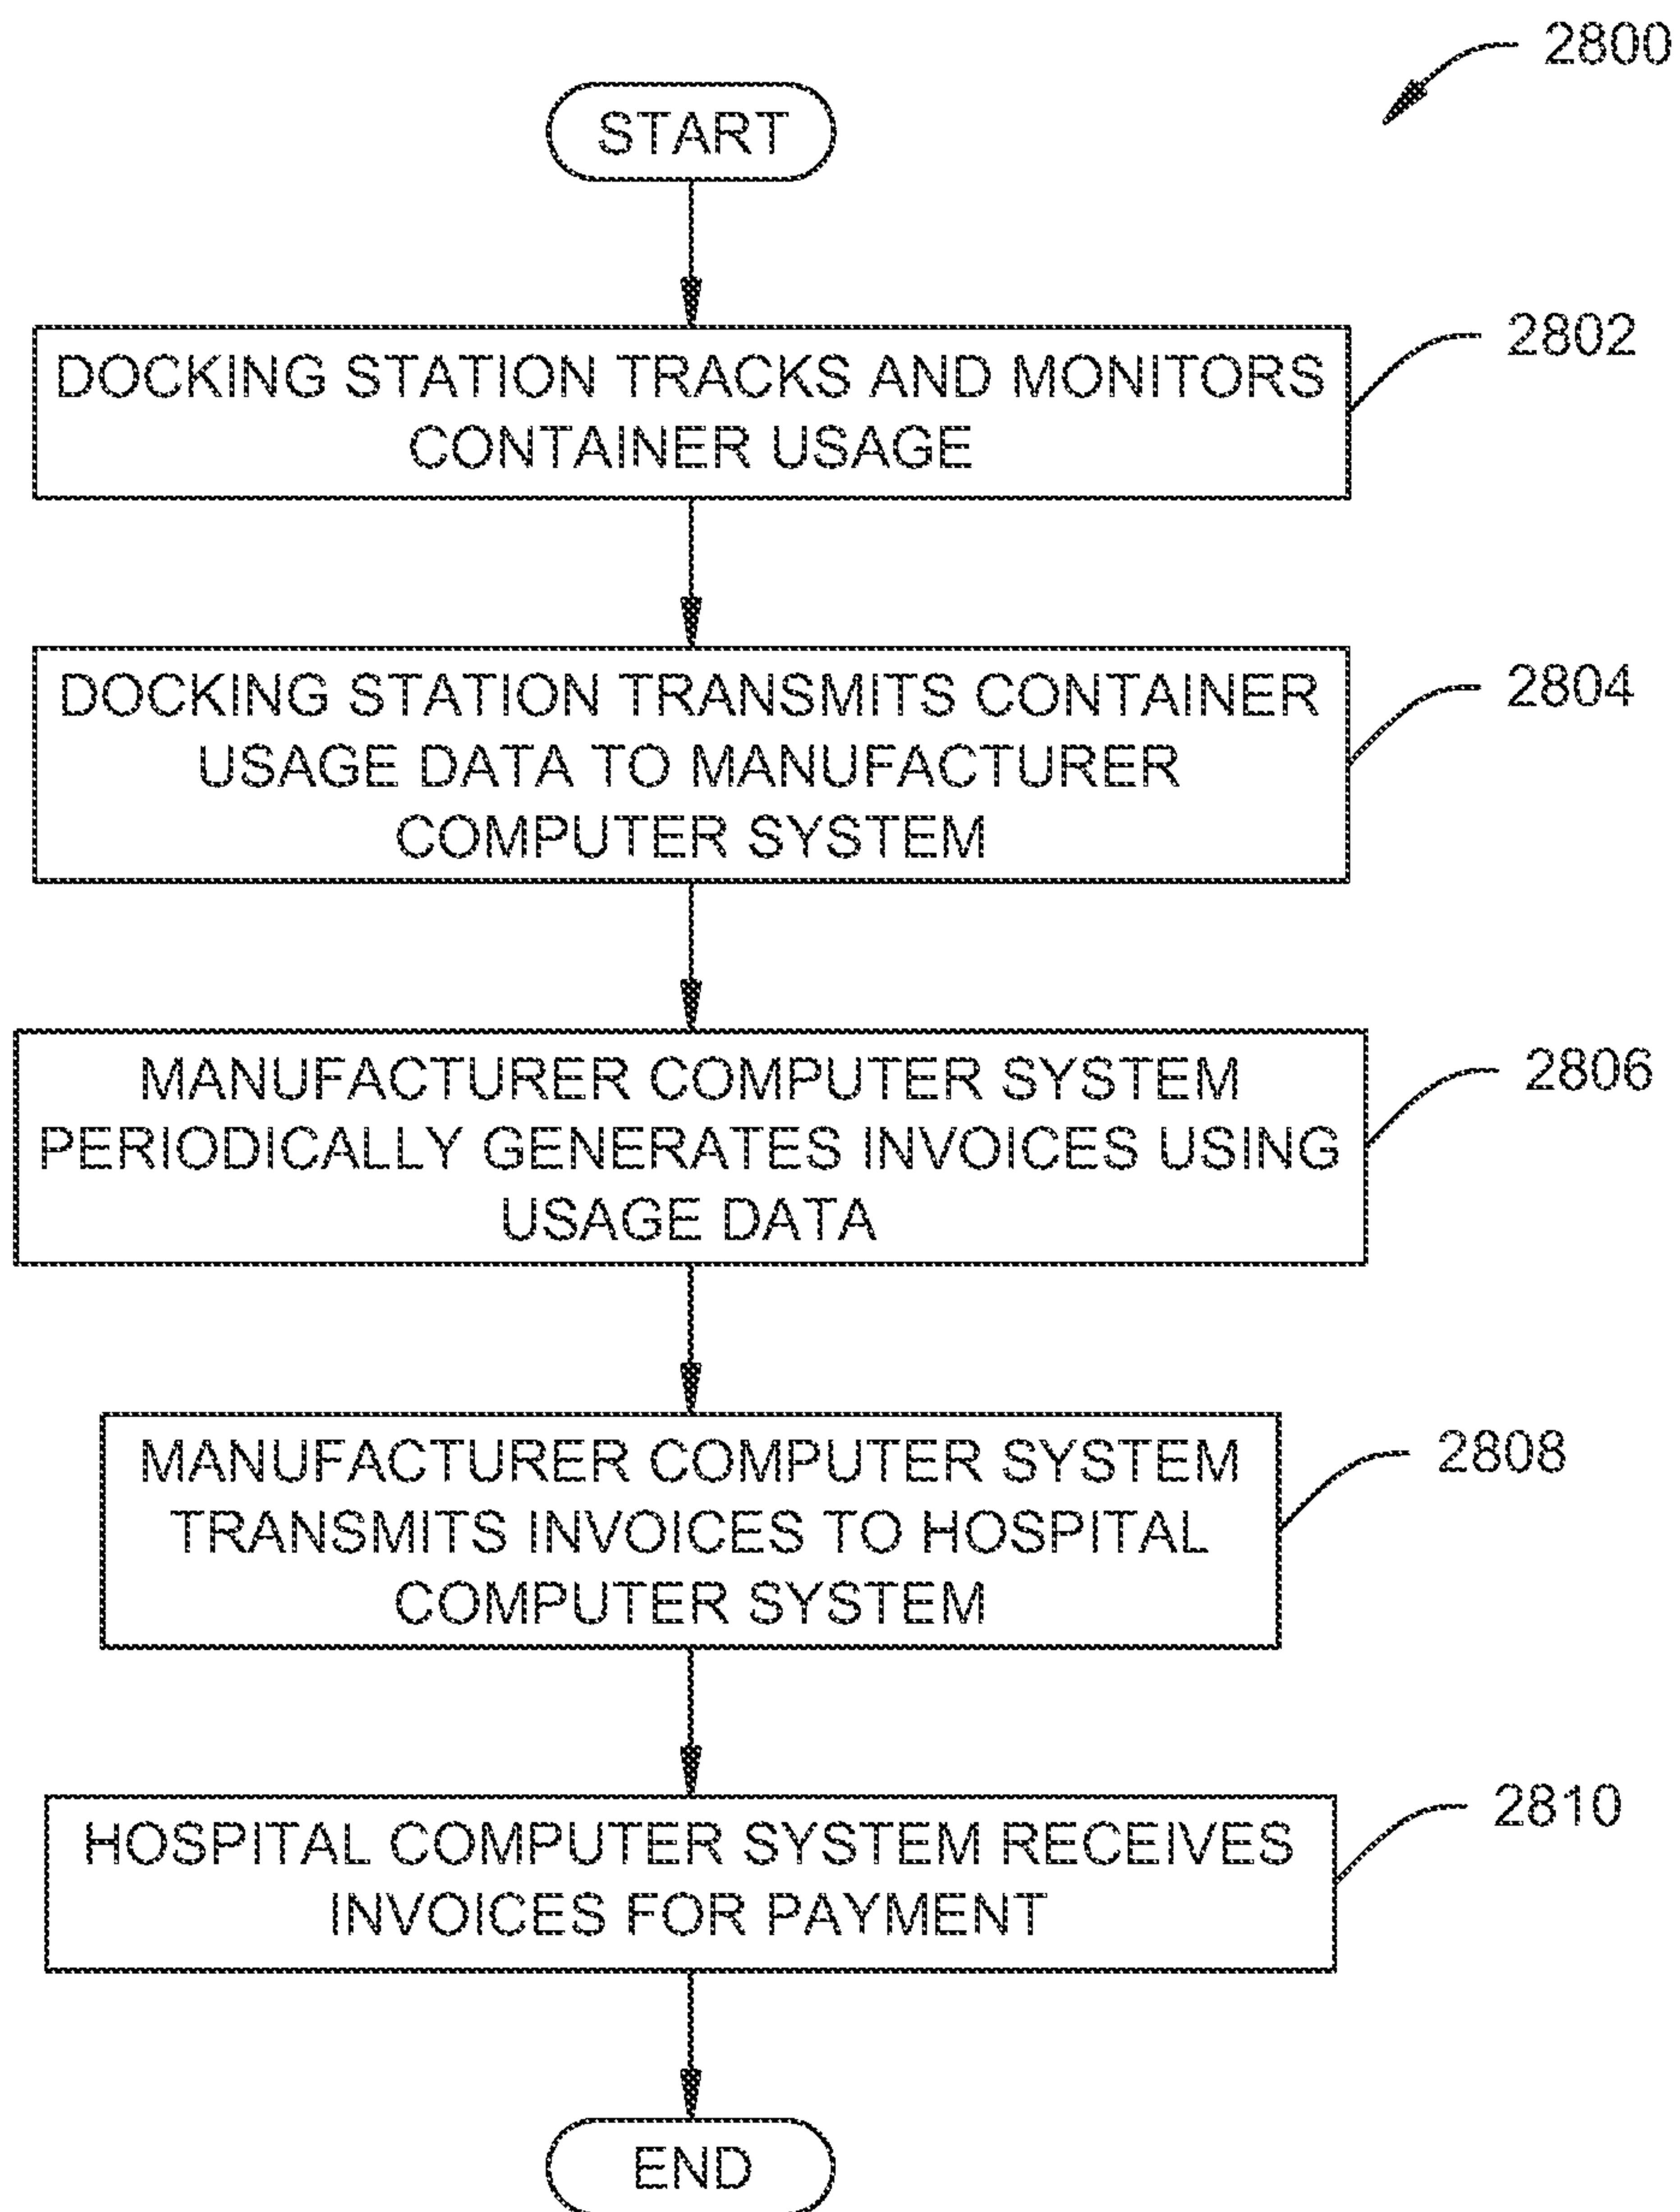 2800
START
DOCKING STATION TRACKS AND MONITORS
CONTAINER USAGE
2802
DOCKING STATION TRANSMITS CONTAINER
USAGE DATA TO MANUFACTURER
COMPUTER SYSTEM
2804
MANUFACTURER COMPUTER SYSTEM
PERIODICALLY GENERATES INVOICES USING
USAGE DATA
2806
MANUFACTURER COMPUTER SYSTEM
TRANSMITS INVOICES TO HOSPITAL
COMPUTER SYSTEM
2808
HOSPITAL COMPUTER SYSTEM RECEIVES
INVOICES FOR PAYMENT
2810
END